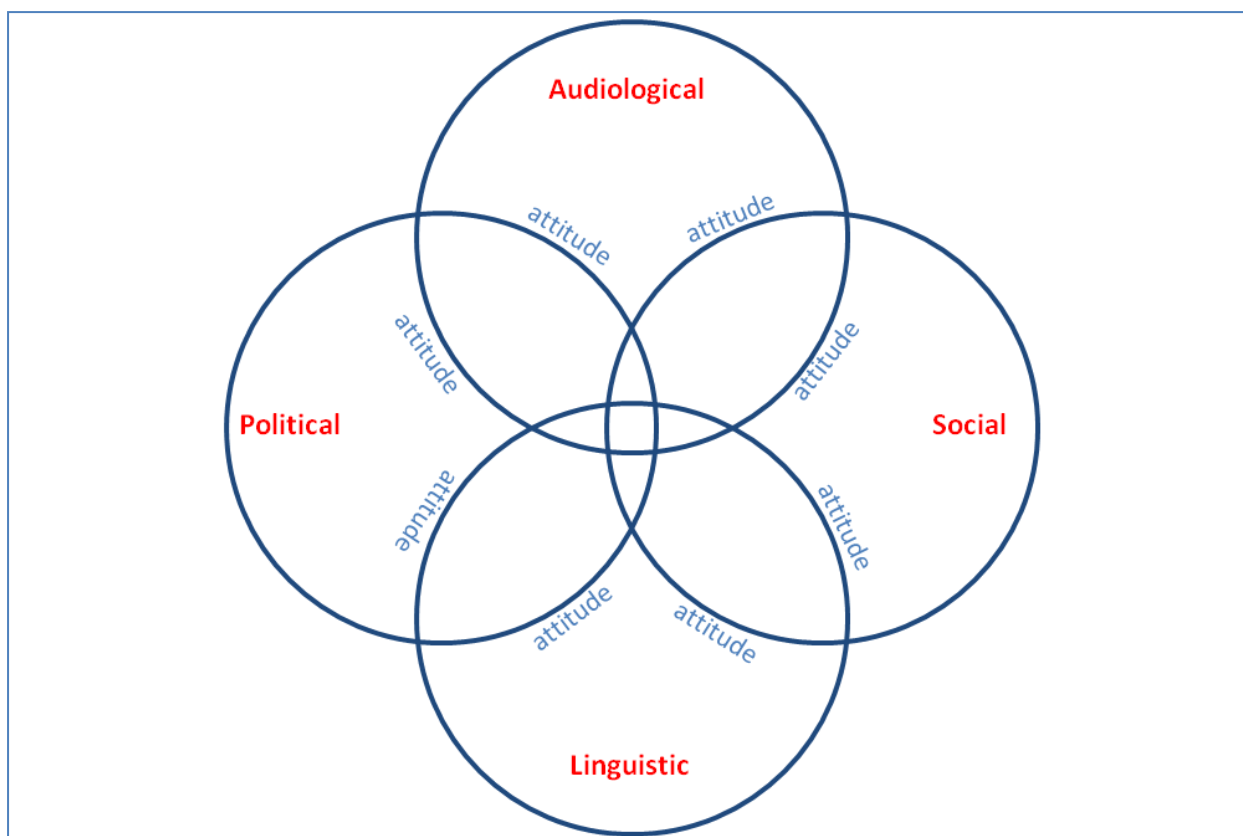 Audiological
attitude
attitude
attitude
attitude
Political
Social
attitude
attitude
attitude
attitude
Linguistic